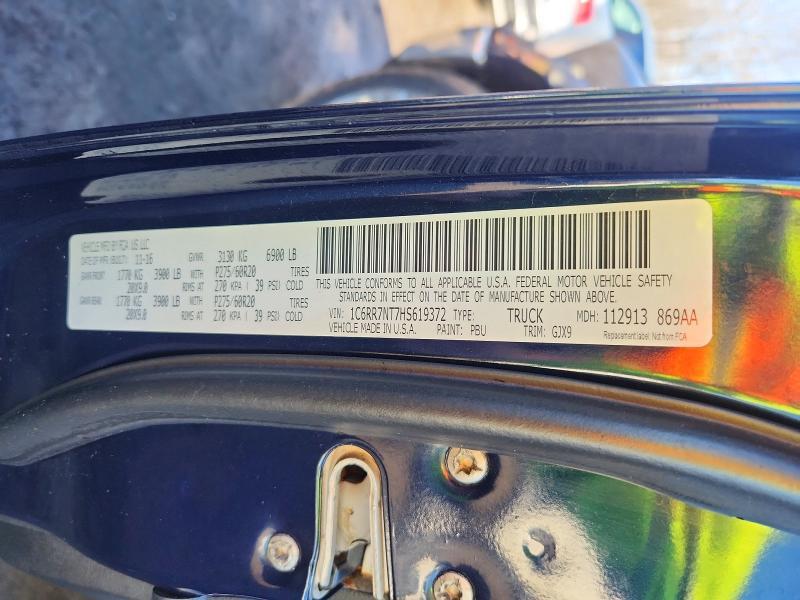 VEHICLE MFD BY FCA US LLC
DATE OF MFR (BUILT): 11-16 GVWR 3130 KG 6900 LB
GAWR FRONT 1770 KG 3900 LB WITH P275/60R20 TIRES
20X9.0 RIMS AT 270 KPA ( 39 PSI) COLD
GAWR REAR 1770 KG 3900 LB WITH P275/60R20 TIRES
20X9.0 RIMS AT 270 KPA ( 39 PSI) COLD
THIS VEHICLE CONFORMS TO ALL APPLICABLE U.S.A. FEDERAL MOTOR VEHICLE SAFETY
STANDARDS IN EFFECT ON THE DATE OF MANUFACTURE SHOWN ABOVE.
VIN: 1C6RR7NT7HS619372 TYPE: TRUCK MDH: 112913 869AA
VEHICLE MADE IN U.S.A. PAINT: PBU TRIM: GJX9 Replacement label. Not from FCA